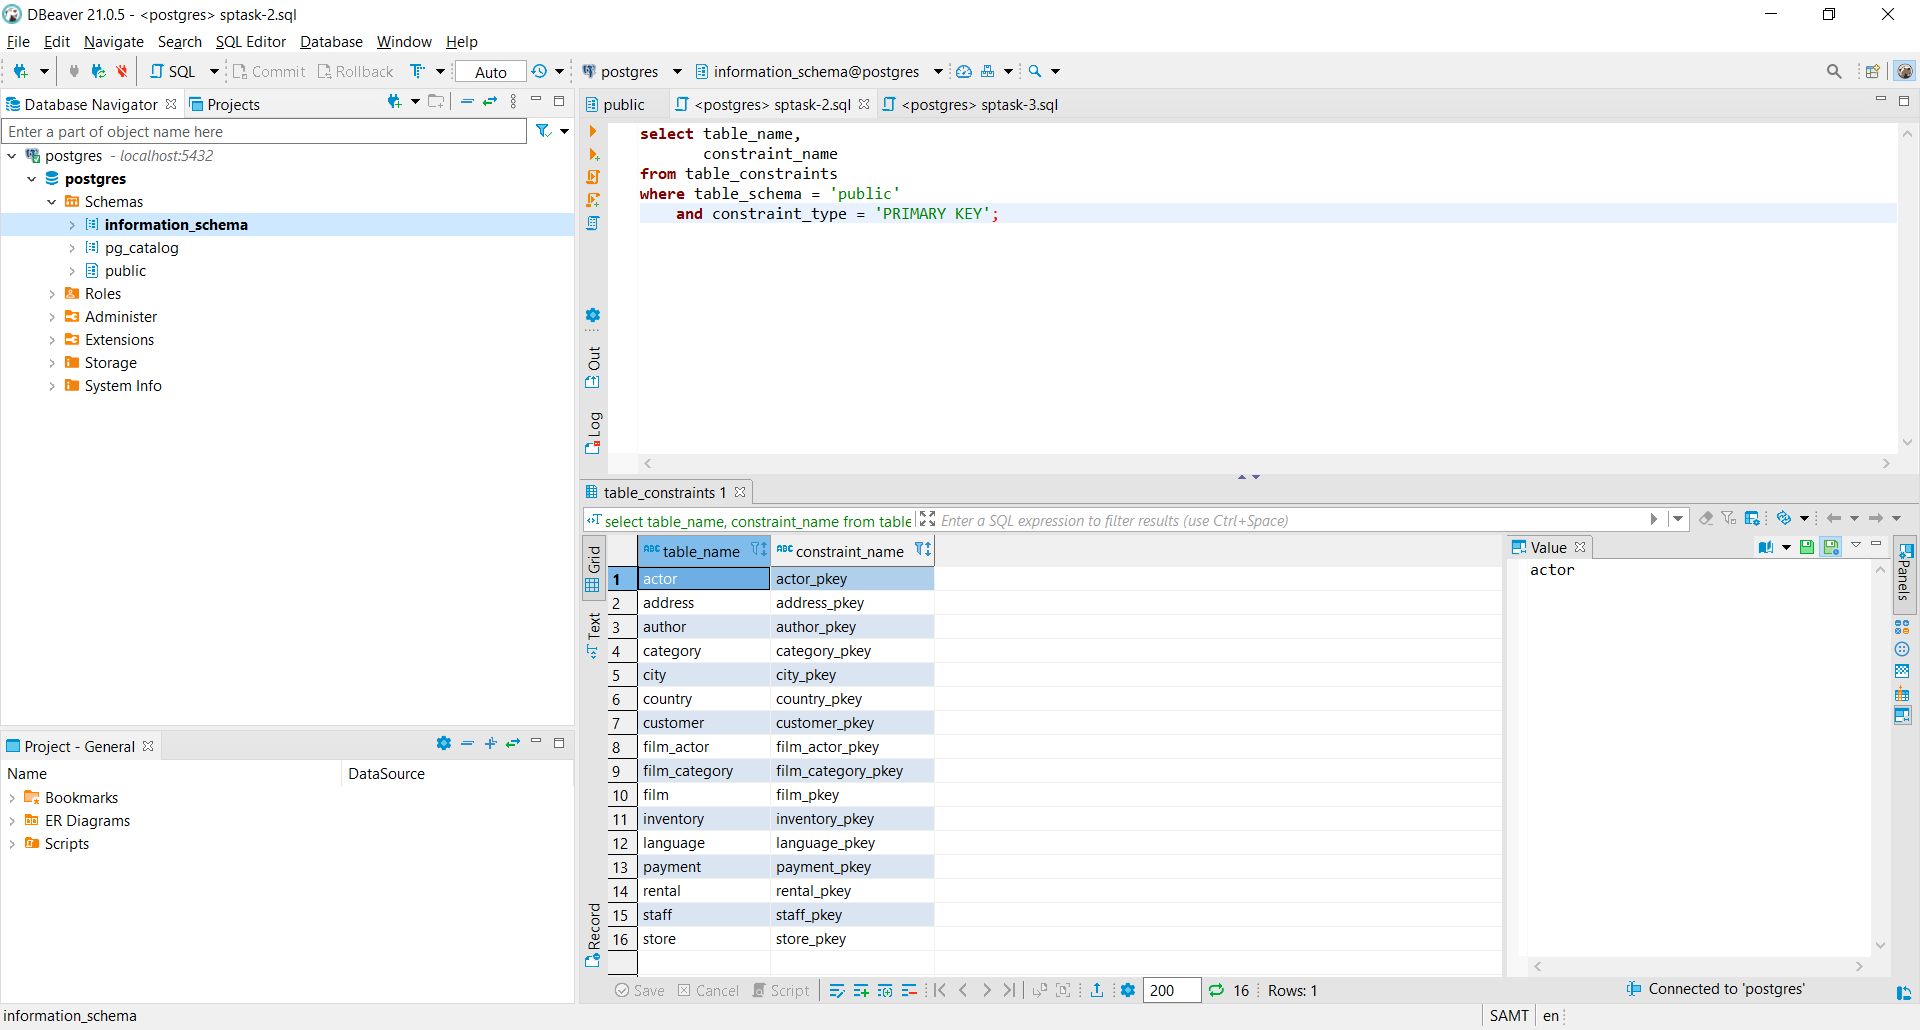 DBeaver 21.0.5 - <postgres> sptask-2.sql
File Edit Navigate Search SQL Editor Database Window Help
SQL Commit Rollback Auto postgres information_schema@postgres
Database Navigator Projects
Enter a part of object name here
postgres - localhost:5432
postgres
Schemas
information_schema
pg_catalog
public
Roles
Administer
Extensions
Storage
System Info
Project - General
Name DataSource
Bookmarks
ER Diagrams
Scripts
public <postgres> sptask-2.sql <postgres> sptask-3.sql
select table_name,
constraint_name
from table_constraints
where table_schema = 'public'
and constraint_type = 'PRIMARY KEY';
Out
Log
table_constraints 1
select table_name, constraint_name from table Enter a SQL expression to filter results (use Ctrl+Space)
Grid
Text
Record
ABC table_name ABC constraint_name
1 actor actor_pkey
2 address address_pkey
3 author author_pkey
4 category category_pkey
5 city city_pkey
6 country country_pkey
7 customer customer_pkey
8 film_actor film_actor_pkey
9 film_category film_category_pkey
10 film film_pkey
11 inventory inventory_pkey
12 language language_pkey
13 payment payment_pkey
14 rental rental_pkey
15 staff staff_pkey
16 store store_pkey
Value
actor
Panels
Save Cancel Script 200 16 Rows: 1
Connected to 'postgres'
information_schema SAMT en